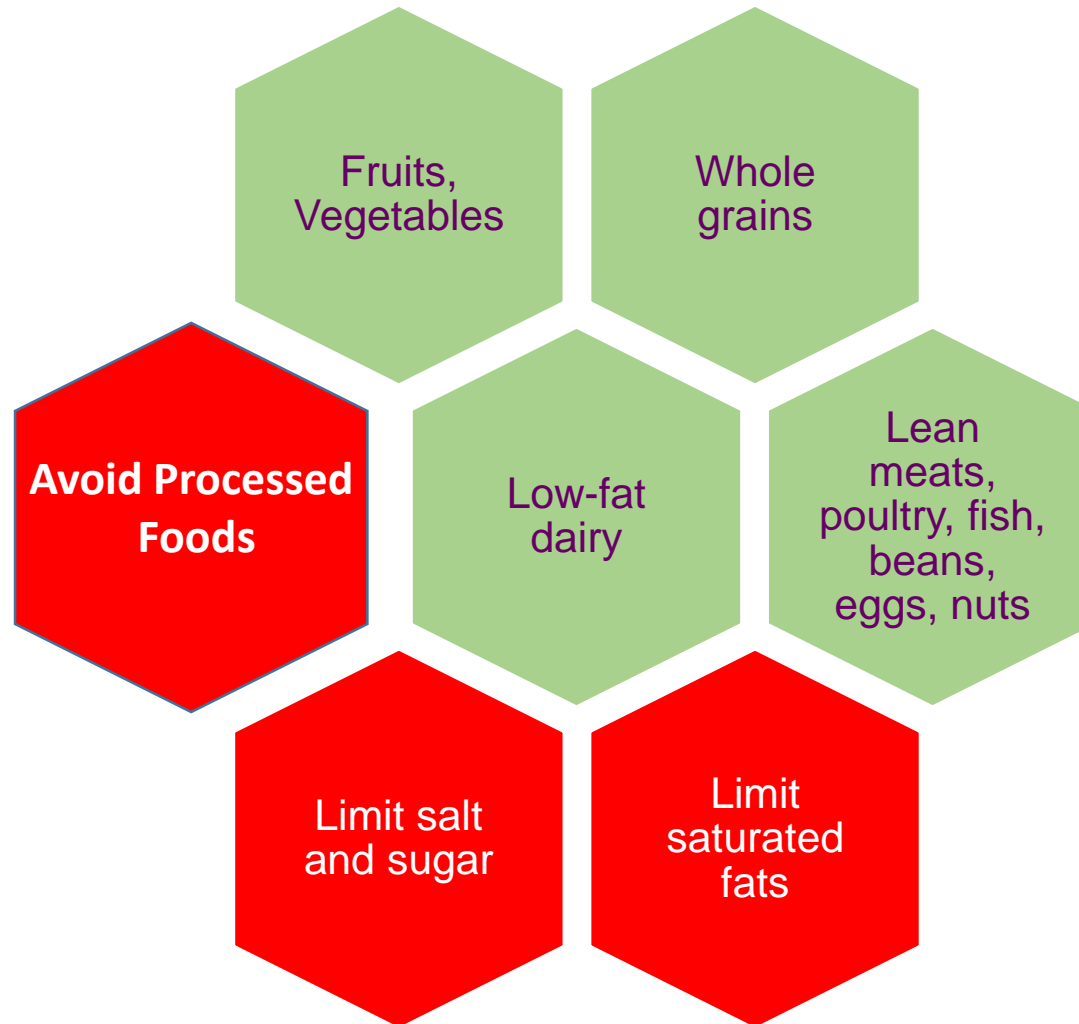 Fruits,
Vegetables
Whole
grains
Avoid Processed
Foods
Low-fat
dairy
Lean
meats,
poultry, fish,
beans,
eggs, nuts
Limit salt
and sugar
Limit
saturated
fats